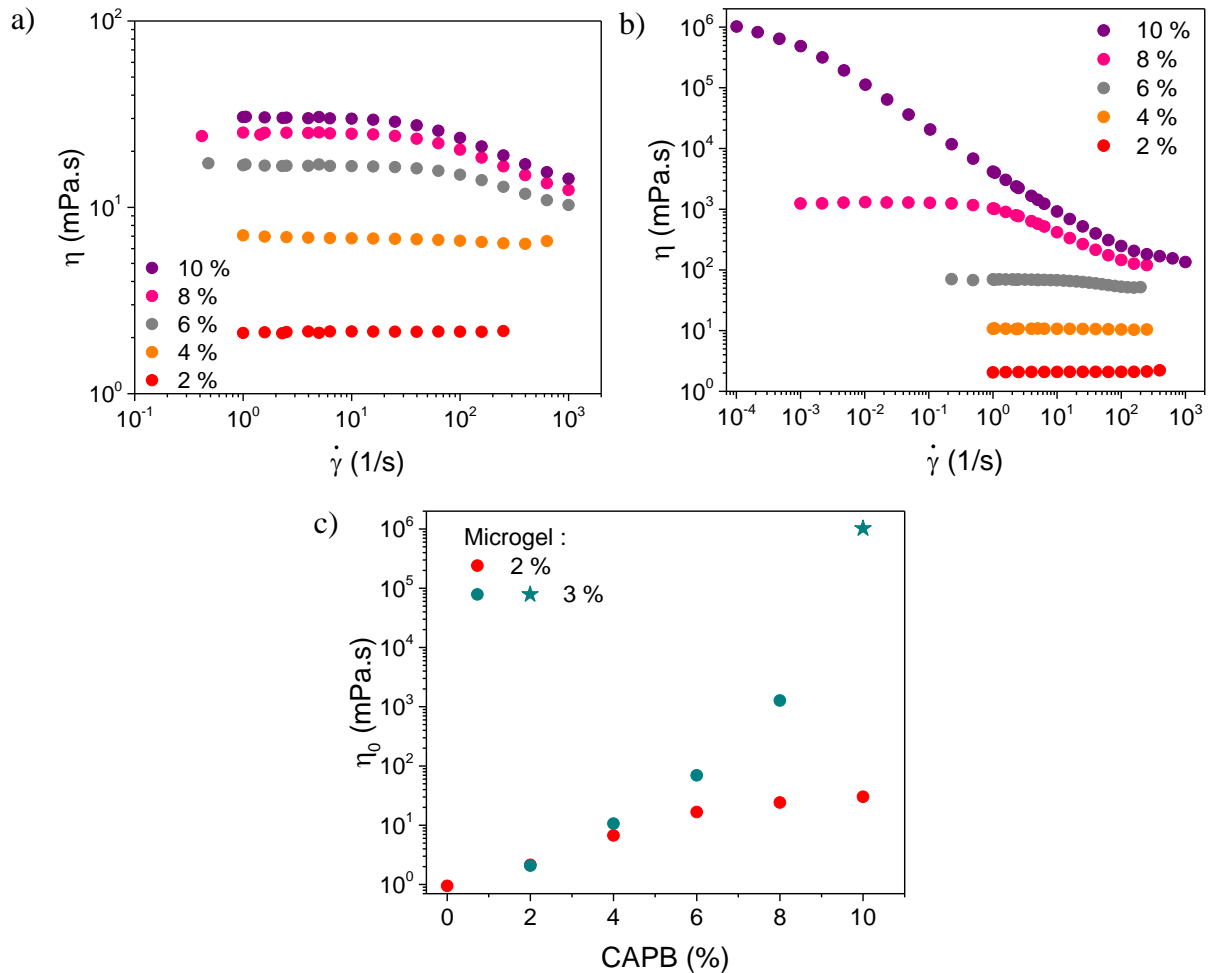 a)
10²
10¹
10⁰
η (mPa.s)
10 %
8 %
6 %
4 %
2 %
10⁻¹ 10⁰ 10¹ 10² 10³
γ̇ (1/s)
b)
10⁶
10⁵
10⁴
10³
10²
10¹
10⁰
η (mPa.s)
10 %
8 %
6 %
4 %
2 %
10⁻⁴ 10⁻³ 10⁻² 10⁻¹ 10⁰ 10¹ 10² 10³
γ̇ (1/s)
c)
10⁶
10⁵
10⁴
10³
10²
10¹
10⁰
η₀ (mPa.s)
Microgel :
2 %
3 %
0 2 4 6 8 10
CAPB (%)